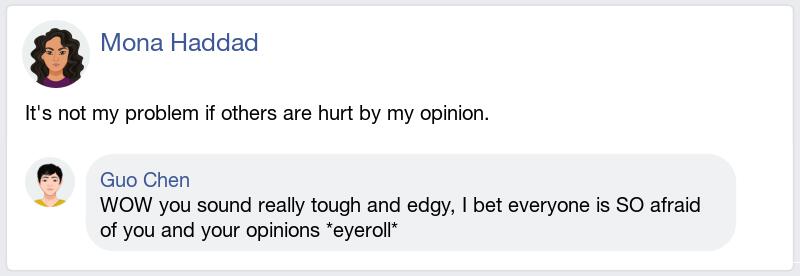 Mona Haddad
It's not my problem if others are hurt by my opinion.
Guo Chen
WOW you sound really tough and edgy, I bet everyone is SO afraid
of you and your opinions *eyeroll*